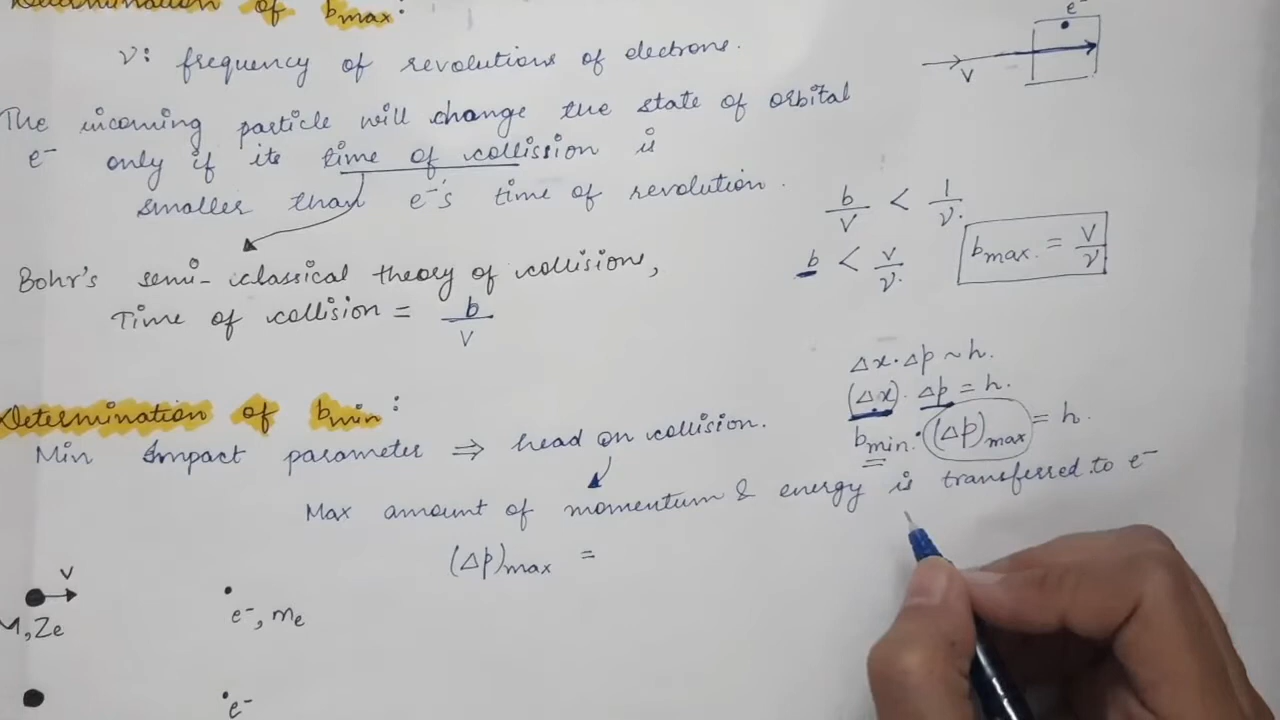 Determination of bmax:
e⁻
ν: frequency of revolutions of electrons.
V
The incoming particle will change the state of orbital
e⁻ only if its time of collission is
smaller than e⁻'s time of revolution.
b/V < 1/ν.
b < V/ν.
bmax. = V/ν
Bohr's semi-classical theory of collisions,
Time of collision = b/V
Δx·Δp ~ h.
(Δx)·Δp = h.
bmin·(Δp)max = h.
Determination of bmin:
Min Impact parameter ⇒ head on collision.
Max amount of momentum & energy is transferred to e⁻
(Δp)max =
V
M, Ze
e⁻, me
e⁻